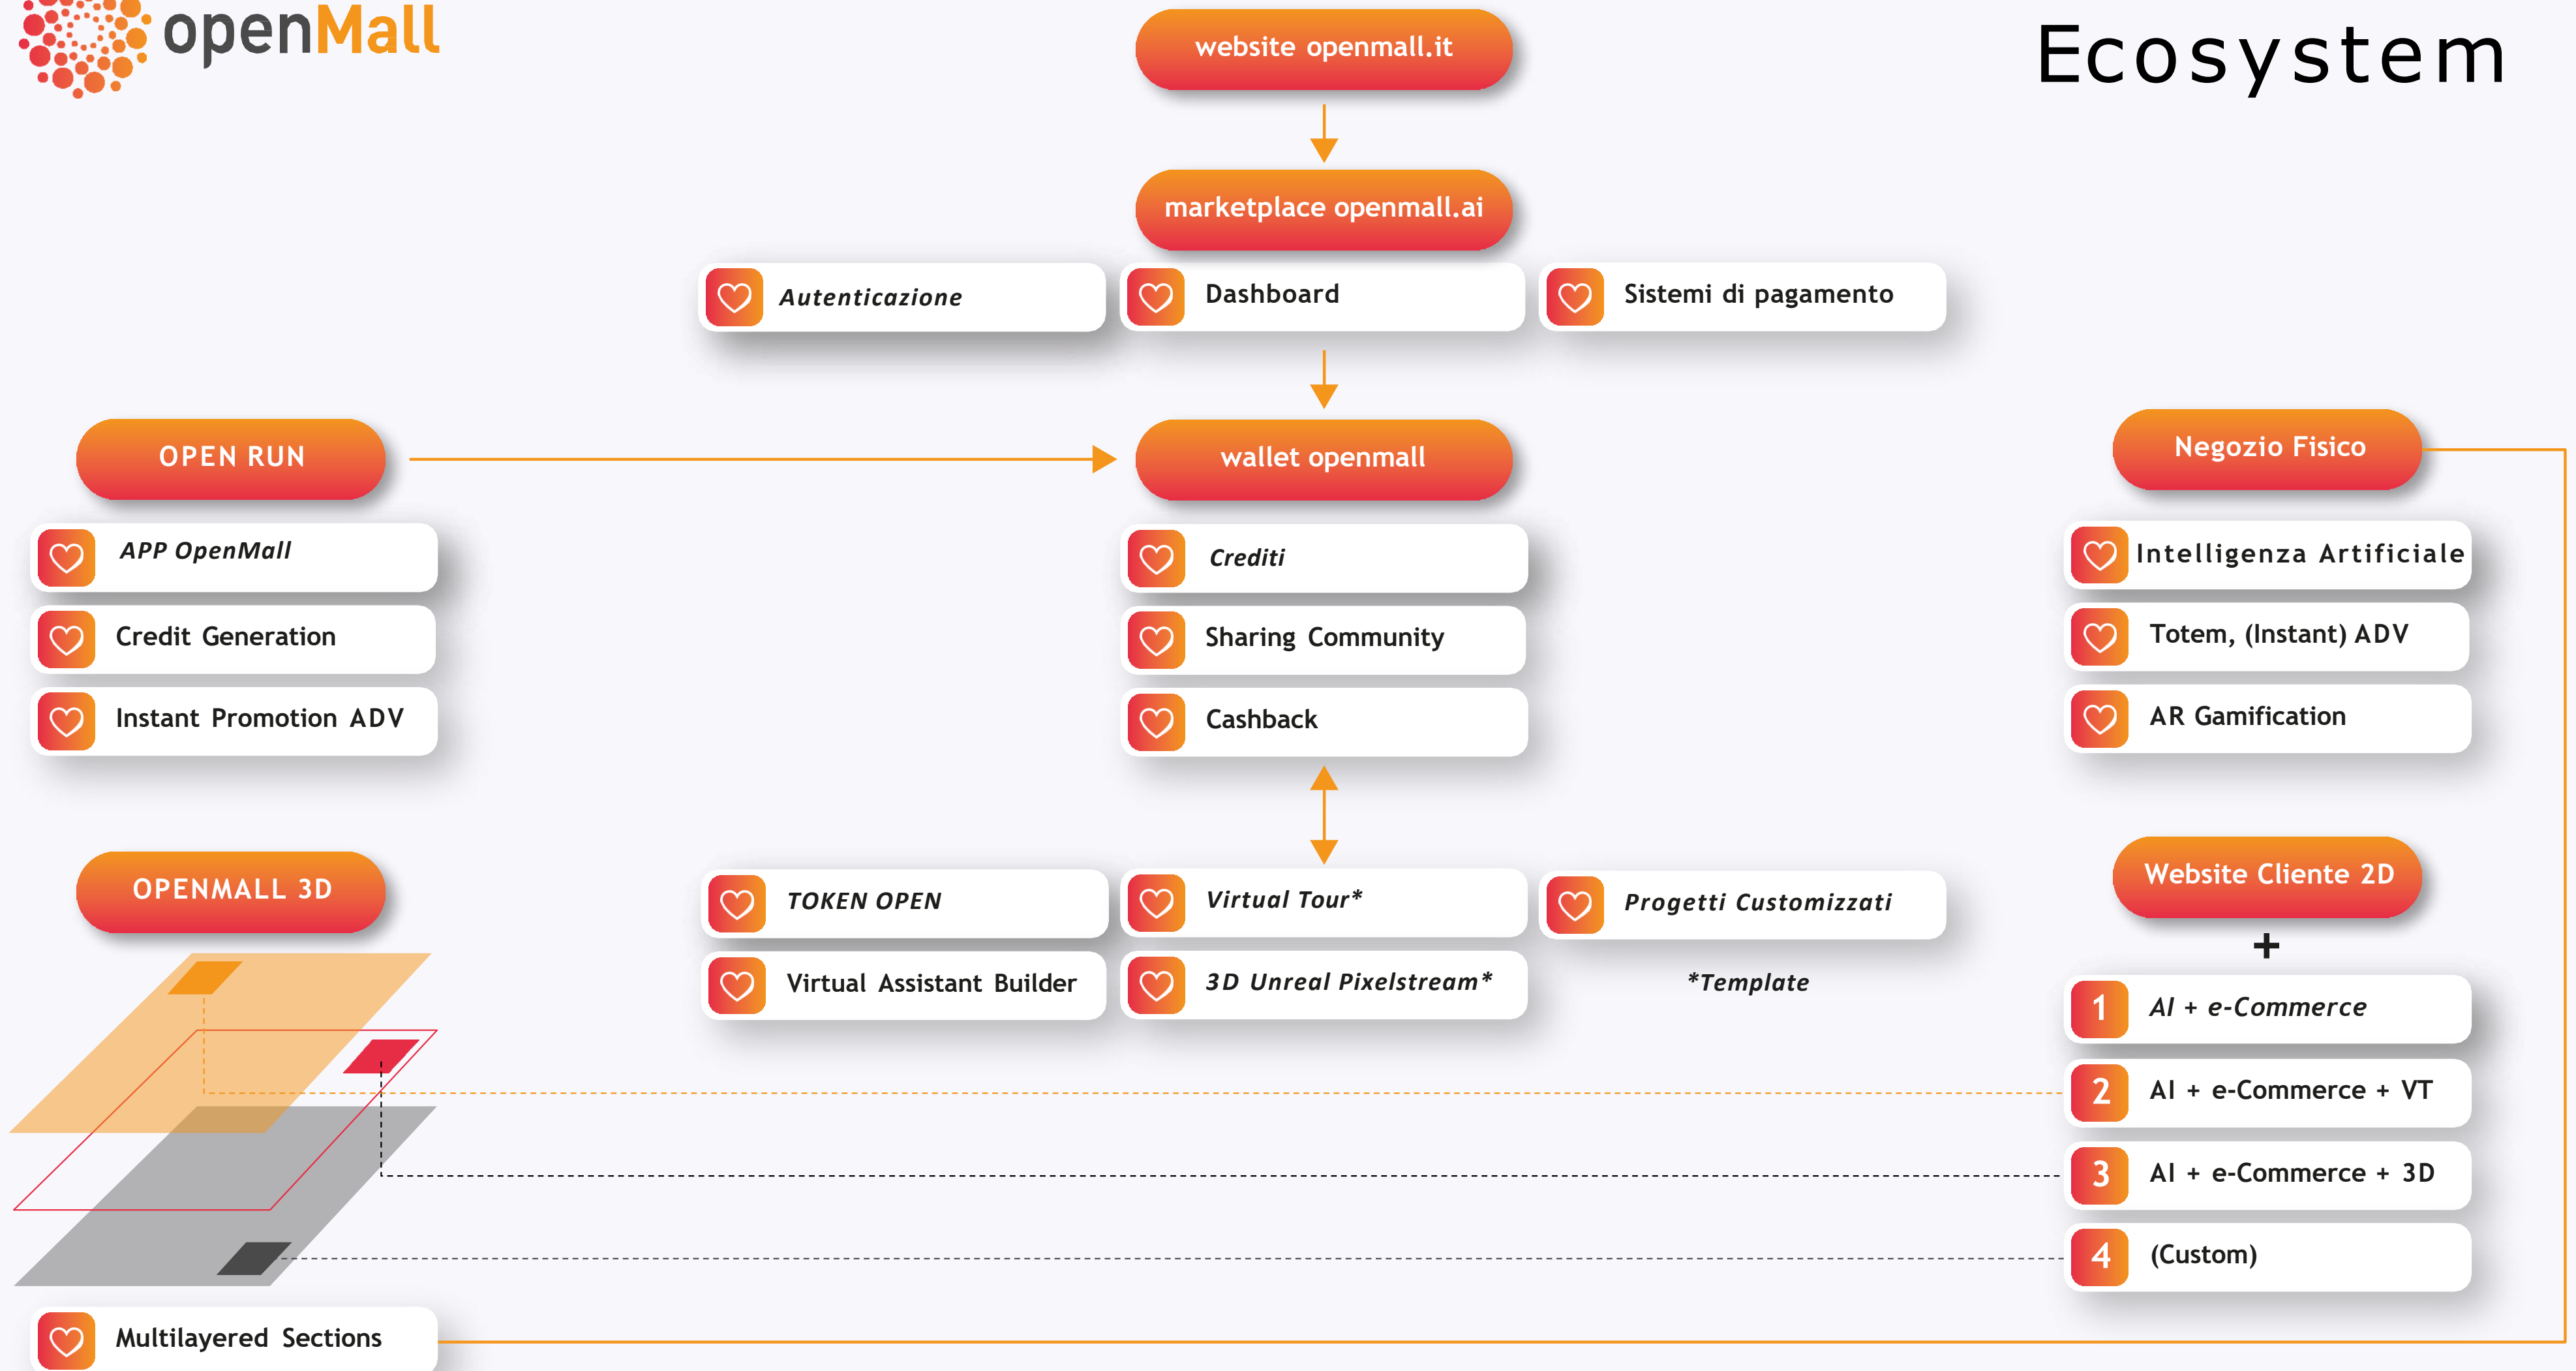 openMall
Ecosystem
website openmall.it
marketplace openmall.ai
Autenticazione
Dashboard
Sistemi di pagamento
OPEN RUN
wallet openmall
Negozio Fisico
APP OpenMall
Credit Generation
Instant Promotion ADV
Crediti
Sharing Community
Cashback
Intelligenza Artificiale
Totem, (Instant) ADV
AR Gamification
OPENMALL 3D
TOKEN OPEN
Virtual Tour*
Progetti Customizzati
Virtual Assistant Builder
3D Unreal Pixelstream*
*Template
Website Cliente 2D
+
1 AI + e-Commerce
2 AI + e-Commerce + VT
3 AI + e-Commerce + 3D
4 (Custom)
Multilayered Sections